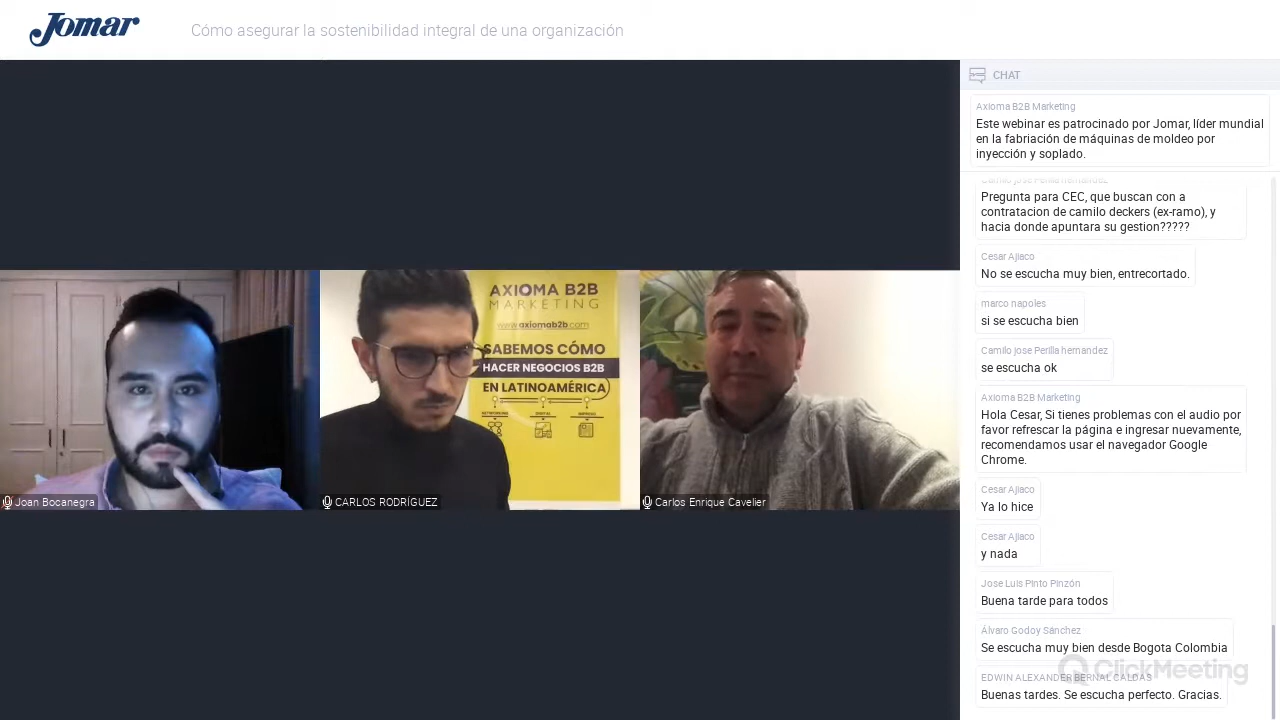 Jomar
Cómo asegurar la sostenibilidad integral de una organización
AXIOMA B2B
MARKETING
www.axiomab2b.com
SABEMOS CÓMO
HACER NEGOCIOS B2B
EN LATINOAMÉRICA
Joan Bocanegra
CARLOS RODRÍGUEZ
Carlos Enrique Cavelier
CHAT
Axioma B2B Marketing
Este webinar es patrocinado por Jomar, líder mundial
en la fabriación de máquinas de moldeo por
inyección y soplado.
Camilo jose Perilla hernandez
Pregunta para CEC, que buscan con a
contratacion de camilo deckers (ex-ramo), y
hacia donde apuntara su gestion?????
Cesar Ajiaco
No se escucha muy bien, entrecortado.
marco napoles
si se escucha bien
Camilo jose Perilla hernandez
se escucha ok
Axioma B2B Marketing
Hola César, Si tienes problemas con el audio por
favor refrescar la página e ingresar nuevamente,
recomendamos usar el navegador Google
Chrome.
Cesar Ajiaco
Ya lo hice
Cesar Ajiaco
y nada
Jose Luis Pinto Pinzón
Buena tarde para todos
Álvaro Godoy Sánchez
Se escucha muy bien desde Bogota Colombia
ClickMeeting
EDWIN ALEXANDER BERNAL CALDAS
Buenas tardes. Se escucha perfecto. Gracias.